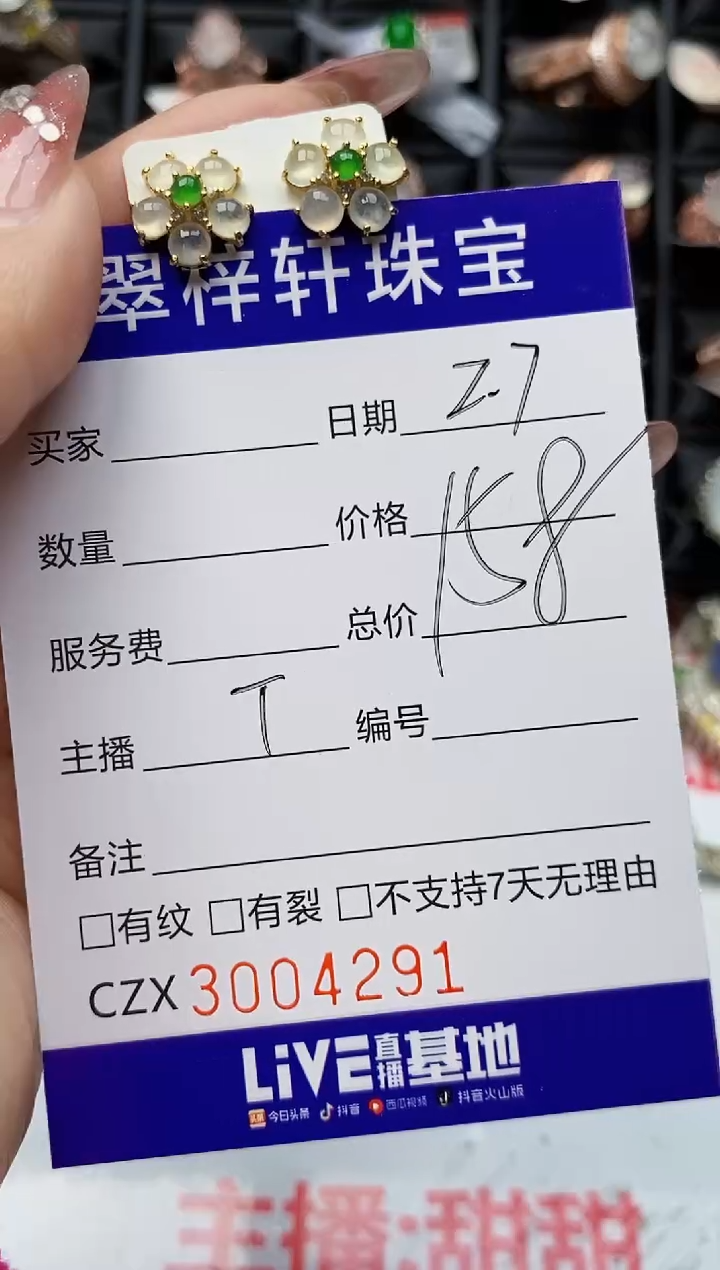 翠梓轩珠宝
买家 日期 2.7
数量 价格 158
服务费 总价
主播 T 编号
备注
□有纹 □有裂 □不支持7天无理由
CZX 3004291
LiVE直播基地
头条 今日头条 抖音 西瓜视频 抖音火山版
主播:甜甜